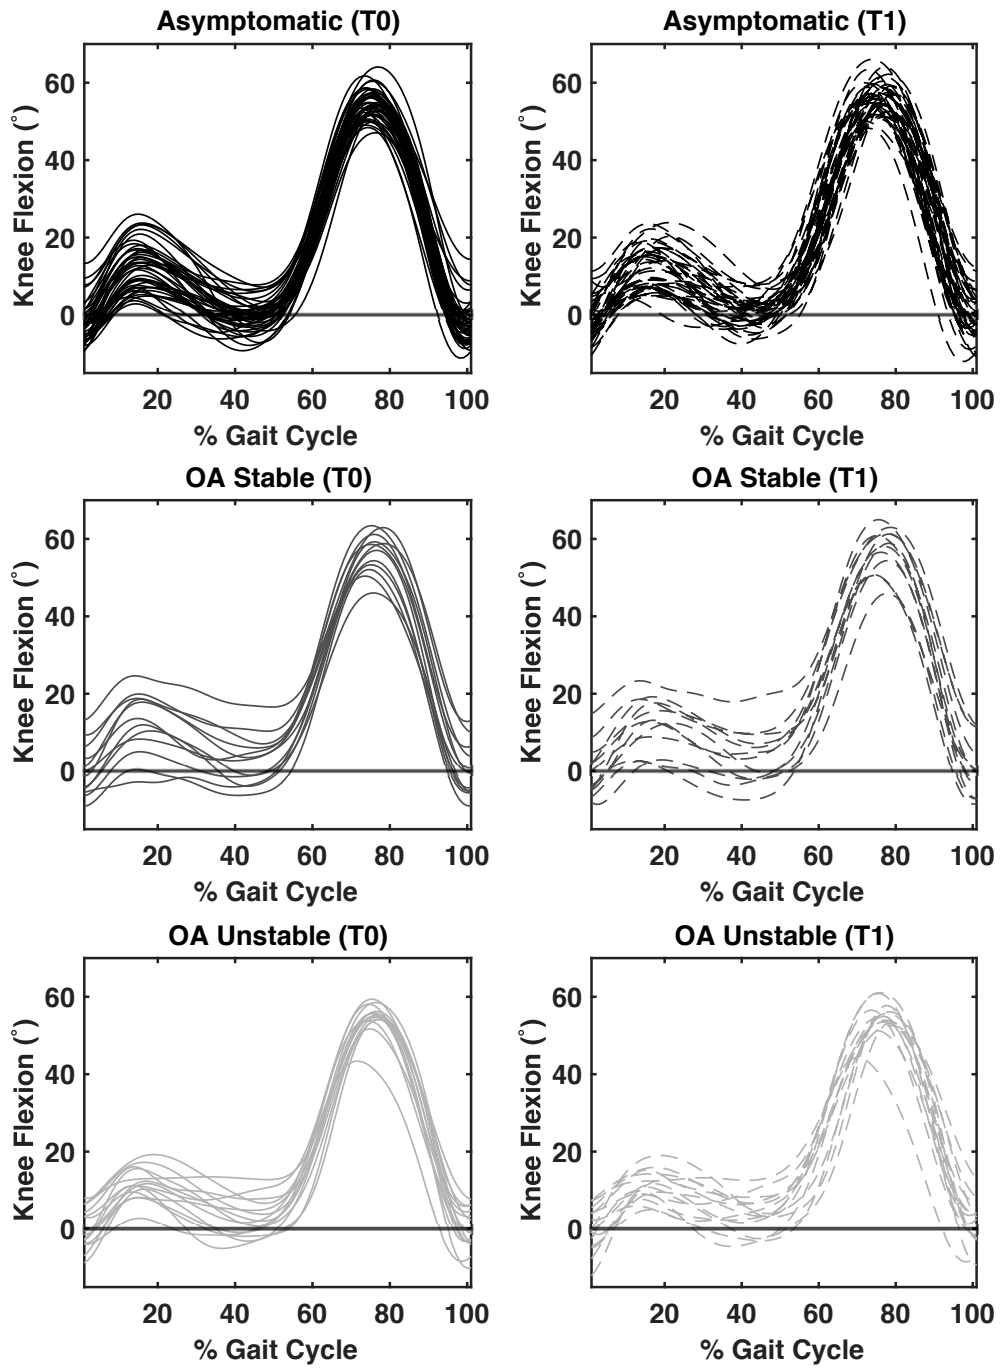 Asymptomatic (T0)
Asymptomatic (T1)
Knee Flexion (°)
60
40
20
0
20 40 60 80 100
% Gait Cycle
Knee Flexion (°)
60
40
20
0
20 40 60 80 100
% Gait Cycle
OA Stable (T0)
OA Stable (T1)
Knee Flexion (°)
60
40
20
0
20 40 60 80 100
% Gait Cycle
Knee Flexion (°)
60
40
20
0
20 40 60 80 100
% Gait Cycle
OA Unstable (T0)
OA Unstable (T1)
Knee Flexion (°)
60
40
20
0
20 40 60 80 100
% Gait Cycle
Knee Flexion (°)
60
40
20
0
20 40 60 80 100
% Gait Cycle